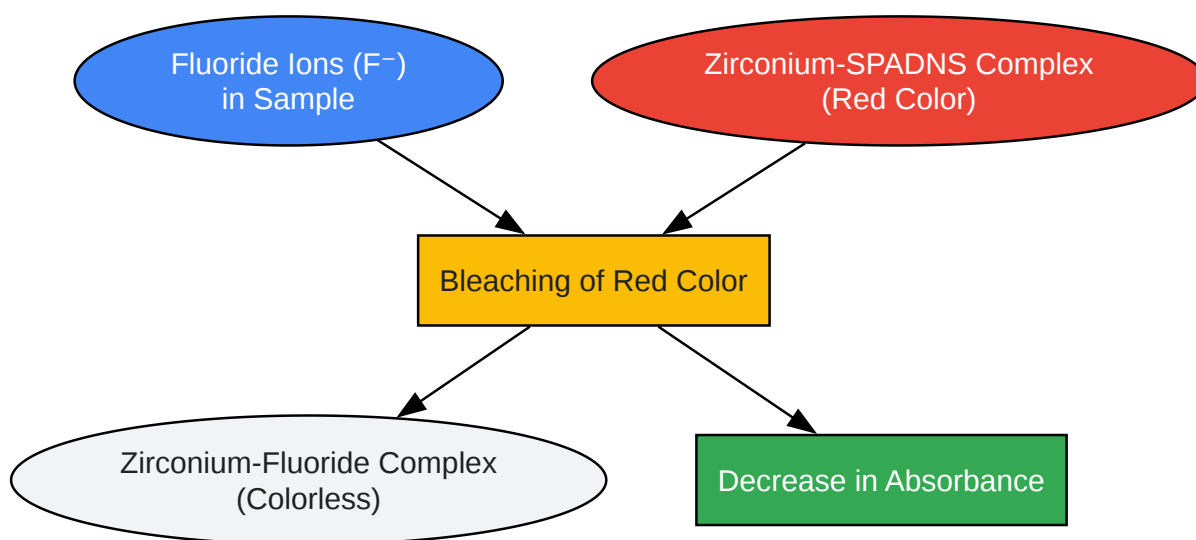 Fluoride Ions (F⁻)
in Sample
Zirconium-SPADNS Complex
(Red Color)
Bleaching of Red Color
Zirconium-Fluoride Complex
(Colorless)
Decrease in Absorbance